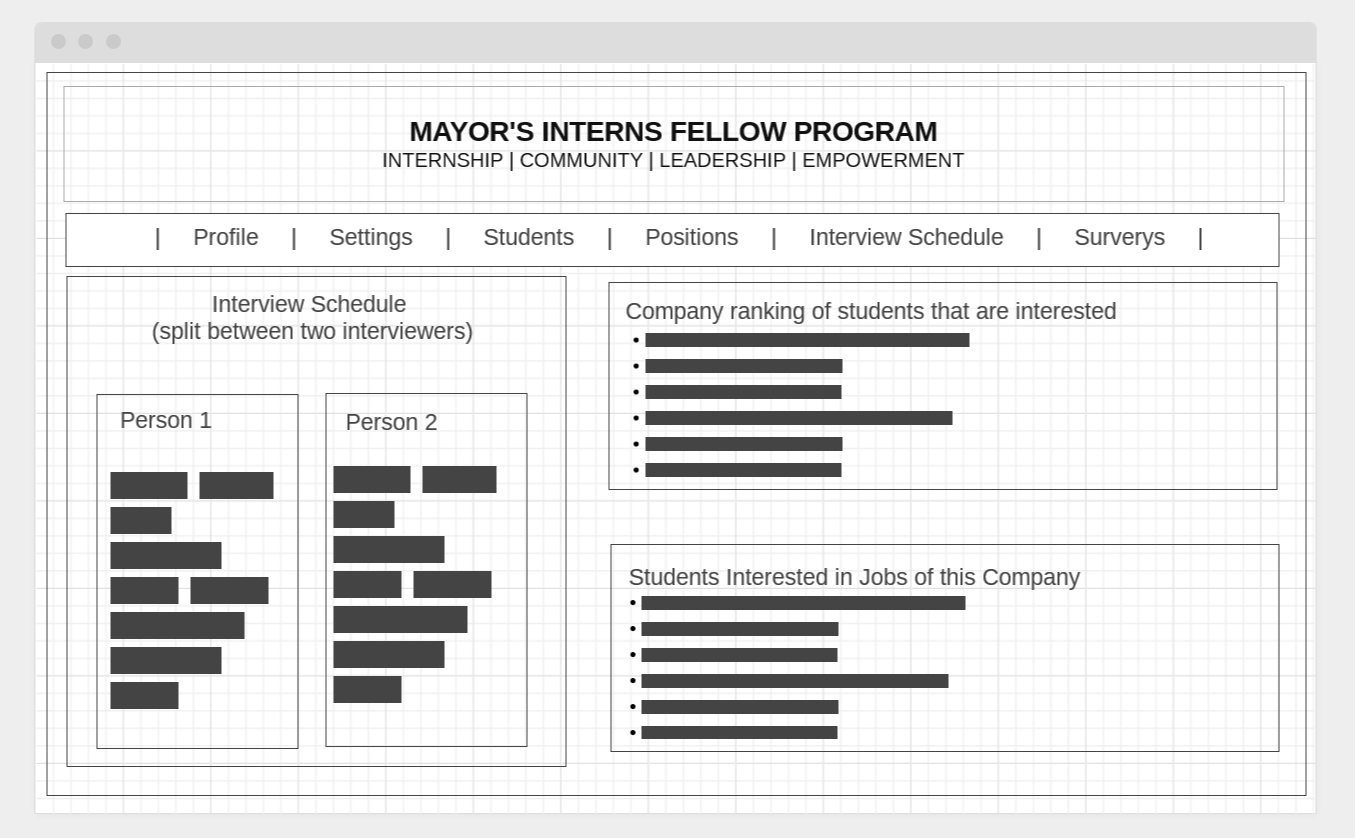 MAYOR'S INTERNS FELLOW PROGRAM
INTERNSHIP | COMMUNITY | LEADERSHIP | EMPOWERMENT
| Profile | Settings | Students | Positions | Interview Schedule | Surverys |
Interview Schedule
(split between two interviewers)
Person 1
Person 2
Company ranking of students that are interested
Students Interested in Jobs of this Company